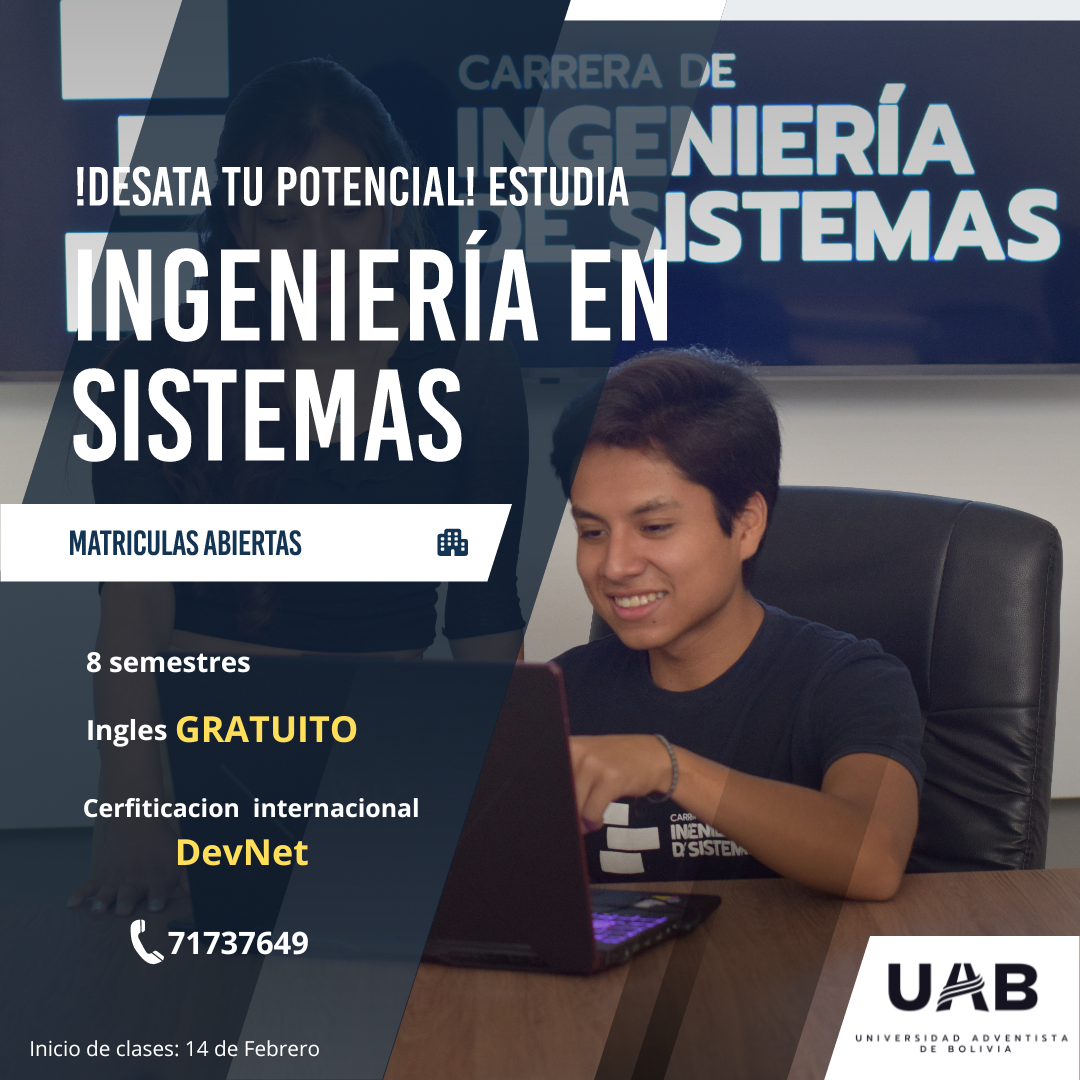 CARRERA DE
INGENIERÍA
DE SISTEMAS
!DESATA TU POTENCIAL! ESTUDIA
INGENIERÍA EN
SISTEMAS
MATRICULAS ABIERTAS
8 semestres
Ingles GRATUITO
Cerfiticacion internacional
DevNet
71737649
Inicio de clases: 14 de Febrero
UAB
UNIVERSIDAD ADVENTISTA
DE BOLIVIA